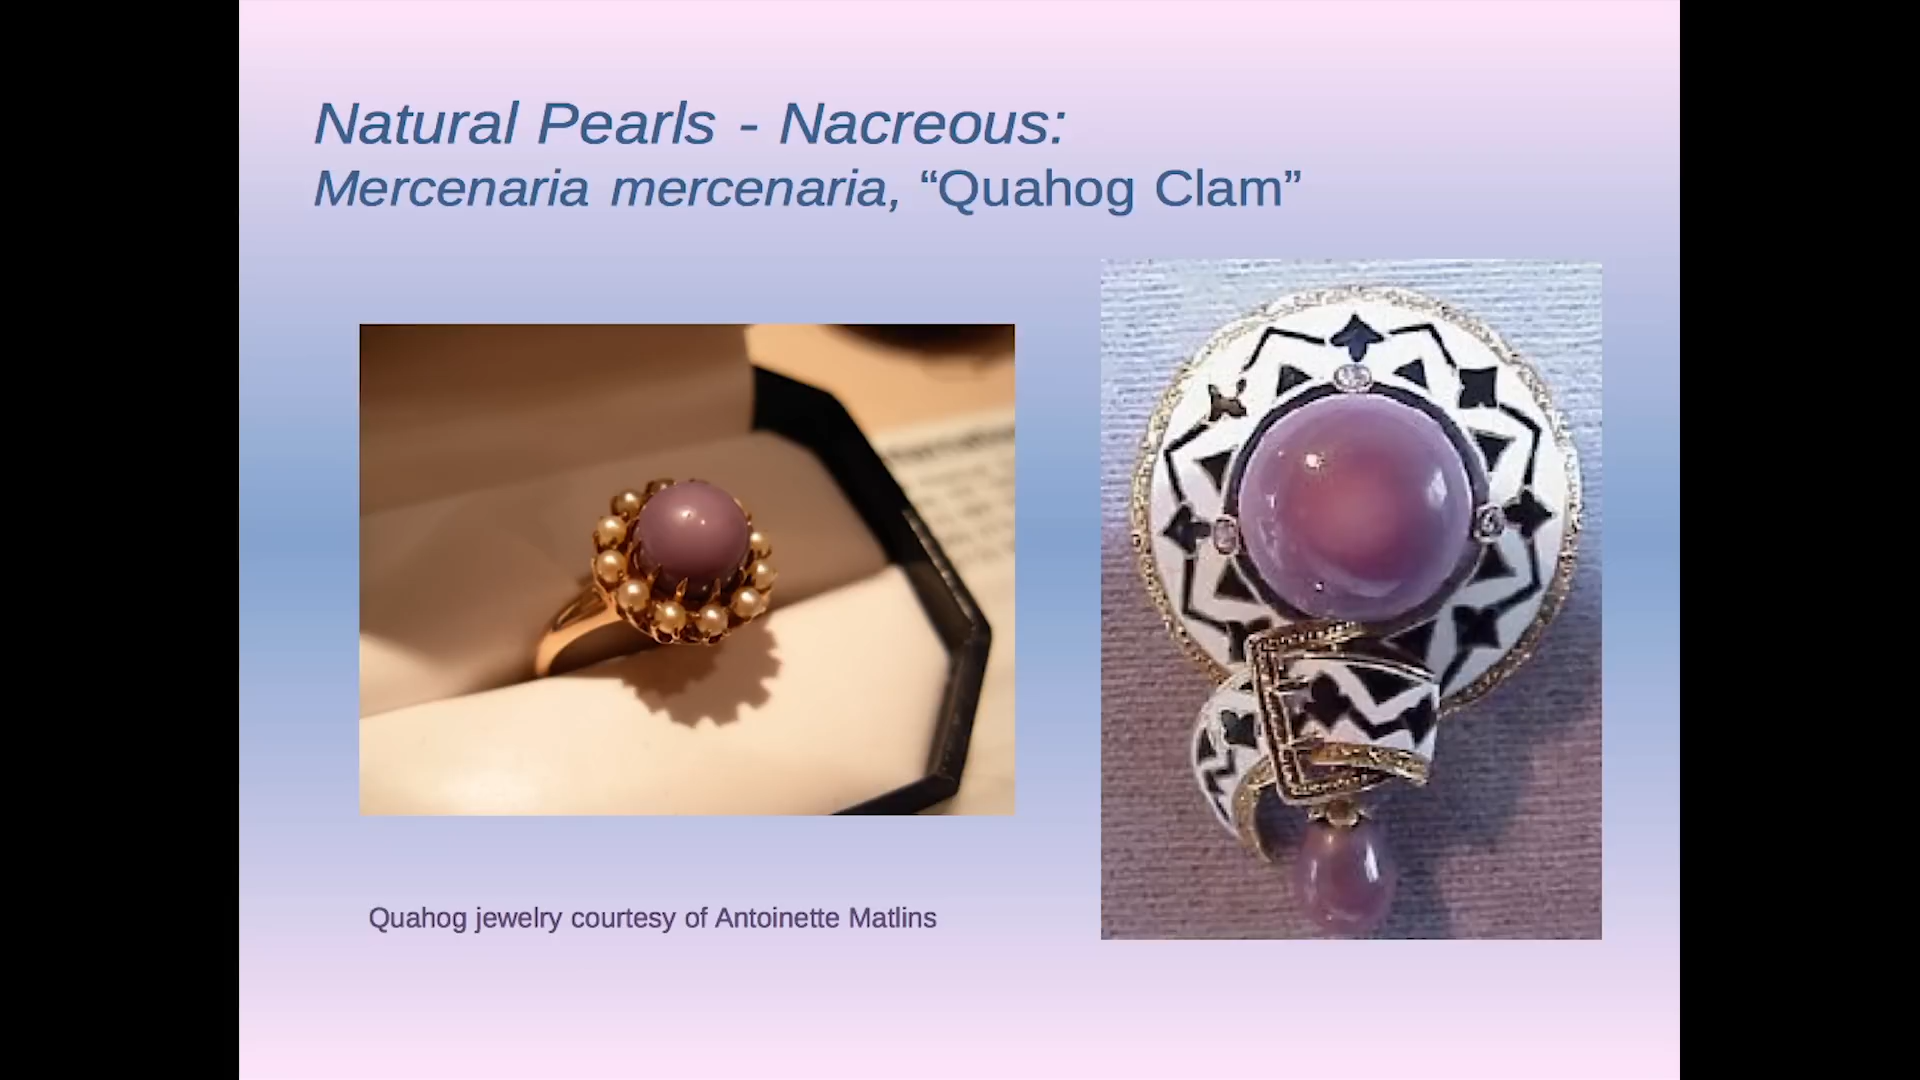 Natural Pearls - Nacreous:
Mercenaria mercenaria, “Quahog Clam”
Quahog jewelry courtesy of Antoinette Matlins